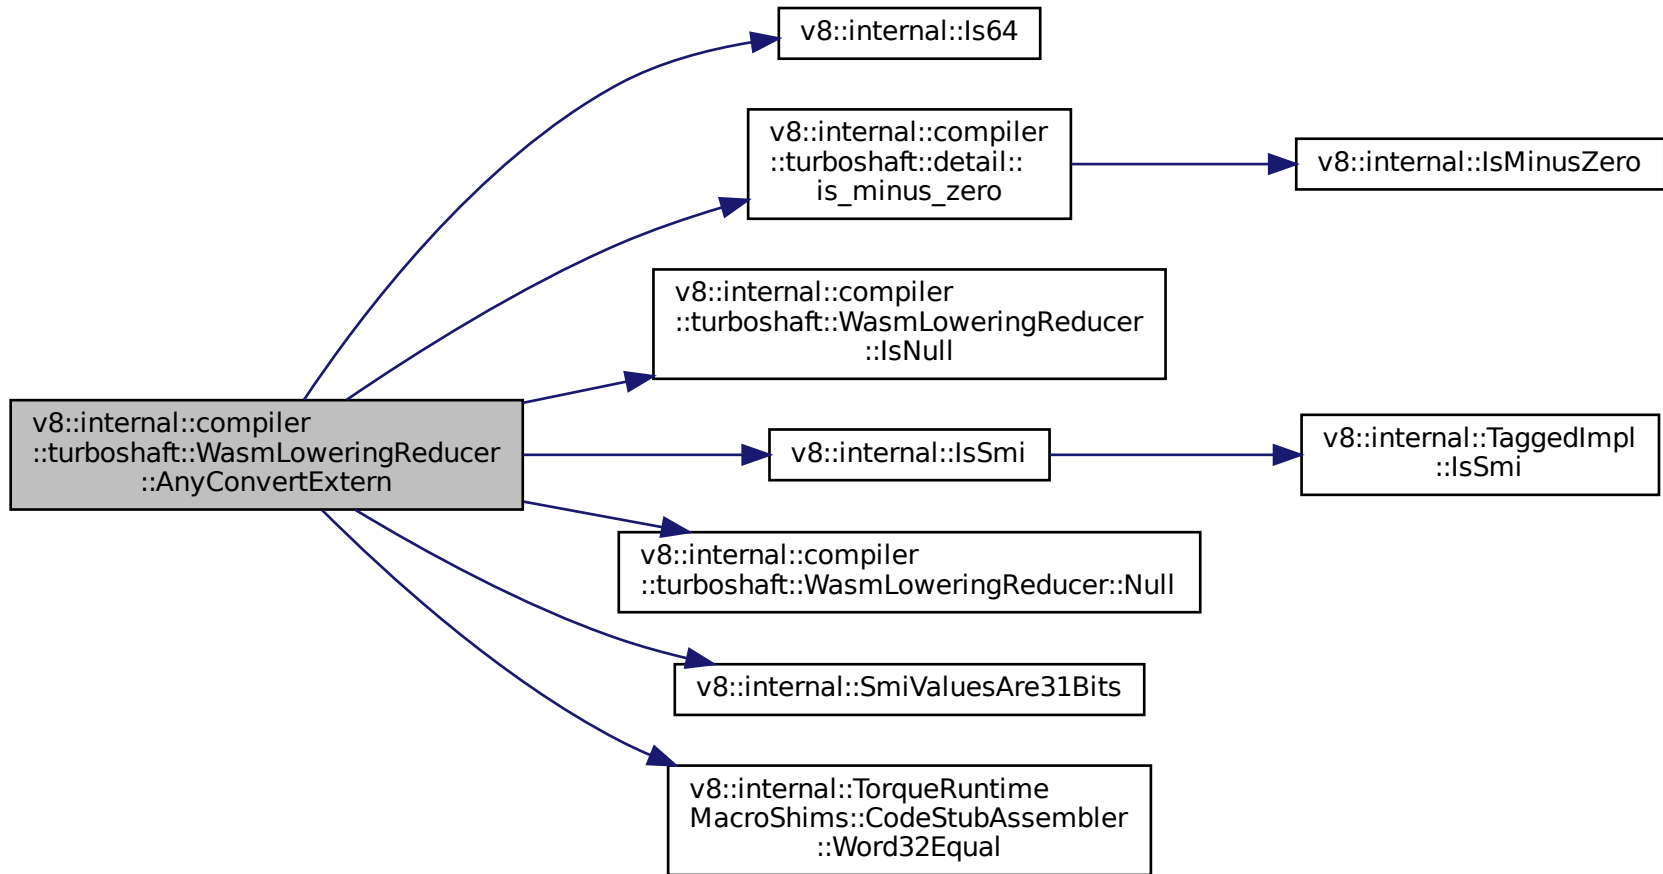 v8::internal::Is64
v8::internal::compiler
::turboshaft::detail::
is_minus_zero
v8::internal::IsMinusZero
v8::internal::compiler
::turboshaft::WasmLoweringReducer
::IsNull
v8::internal::compiler
::turboshaft::WasmLoweringReducer
::AnyConvertExtern
v8::internal::IsSmi
v8::internal::TaggedImpl
::IsSmi
v8::internal::compiler
::turboshaft::WasmLoweringReducer::Null
v8::internal::SmiValuesAre31Bits
v8::internal::TorqueRuntime
MacroShims::CodeStubAssembler
::Word32Equal